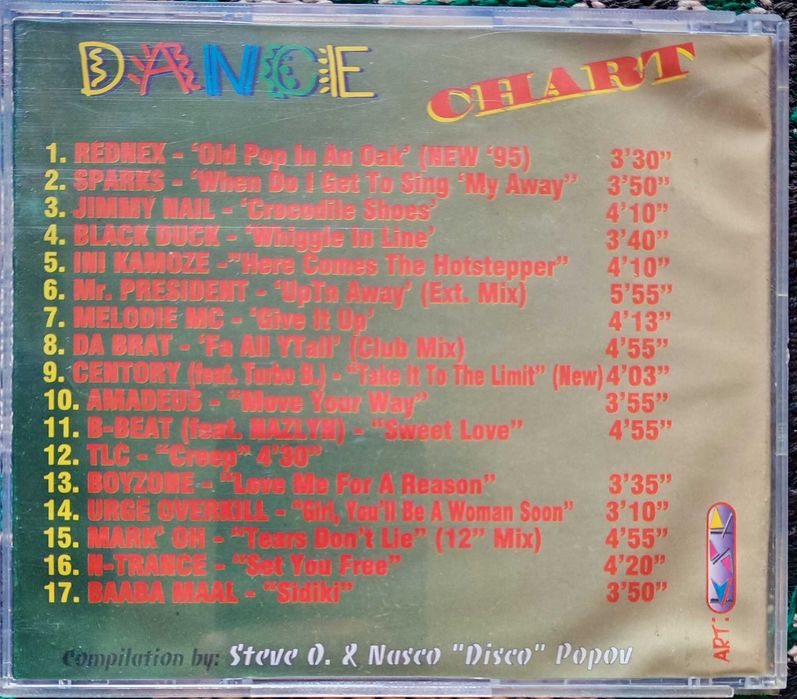 DANCE CHART
1. REDNEX - 'Old Pop In An Oak' (NEW '95) 3'30"
2. SPARKS - 'When Do I Get To Sing 'My Away" 3'50"
3. JIMMY NAIL - 'Crocodile Shoes' 4'10"
4. BLACK DUCK - 'Whiggle In Line' 3'40"
5. INI KAMOZE -"Here Comes The Hotstepper" 4'10"
6. Mr. PRESIDENT - 'UpTn Away' (Ext. Mix) 5'55"
7. MELODIE MC - 'Give It Up' 4'13"
8. DA BRAT - 'Fa All YTall' (Club Mix) 4'55"
9. CENTORY (feat. Turbo B.) - "Take It To The Limit" (New) 4'03"
10. AMADEUS - "Move Your Way" 3'55"
11. B-BEAT (feat. NAZLYN) - "Sweet Love" 4'55"
12. TLC - "Creep" 4'30"
13. BOYZONE - "Love Me For A Reason" 3'35"
14. URGE OVERKILL - "Girl, You'll Be A Woman Soon" 3'10"
15. MARK' OH - "Tears Don't Lie" (12" Mix) 4'55"
16. N-TRANCE - "Set You Free" 4'20"
17. BAABA MAAL - "Sidiki" 3'50"
ART:
Compilation by: Steve O. & Nasco "Disco" Popov